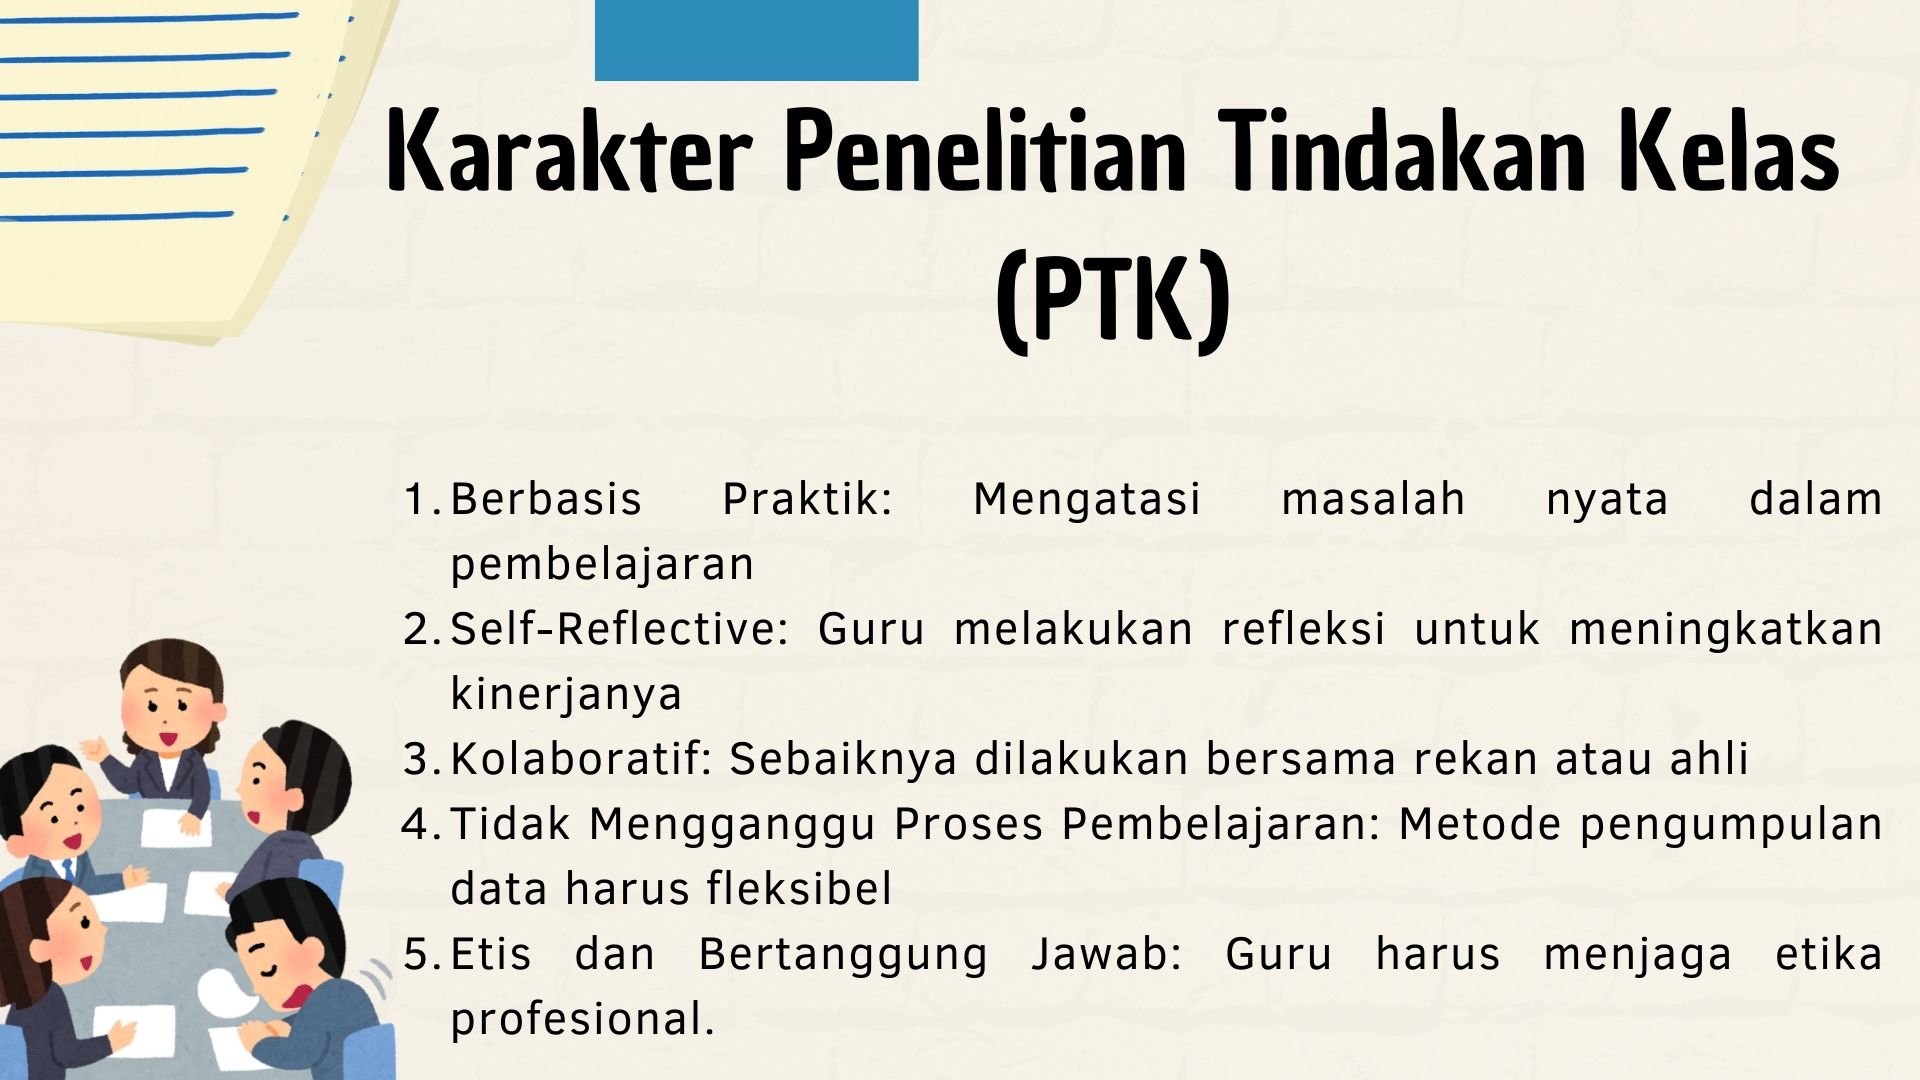 Karakter Penelitian Tindakan Kelas
(PTK)
1. Berbasis Praktik: Mengatasi masalah nyata dalam
pembelajaran
2. Self-Reflective: Guru melakukan refleksi untuk meningkatkan
kinerjanya
3. Kolaboratif: Sebaiknya dilakukan bersama rekan atau ahli
4. Tidak Mengganggu Proses Pembelajaran: Metode pengumpulan
data harus fleksibel
5. Etis dan Bertanggung Jawab: Guru harus menjaga etika
profesional.